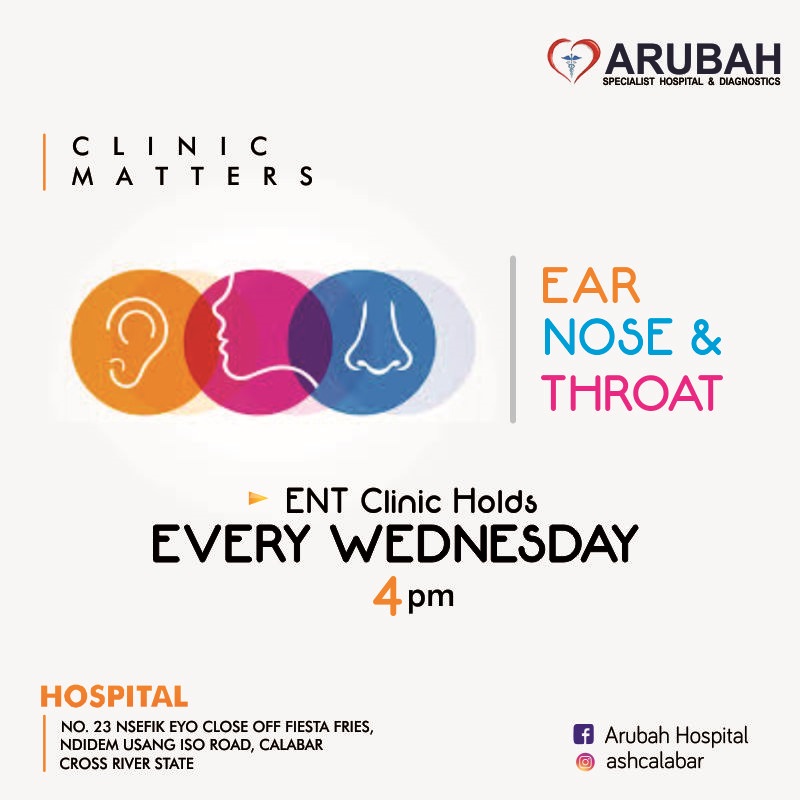 ARUBAH
SPECIALIST HOSPITAL & DIAGNOSTICS
CLINIC
MATTERS
EAR
NOSE &
THROAT
ENT Clinic Holds
EVERY WEDNESDAY
4pm
HOSPITAL
NO. 23 NSEFIK EYO CLOSE OFF FIESTA FRIES,
NDIDEM USANG ISO ROAD, CALABAR
CROSS RIVER STATE
Arubah Hospital
ashcalabar